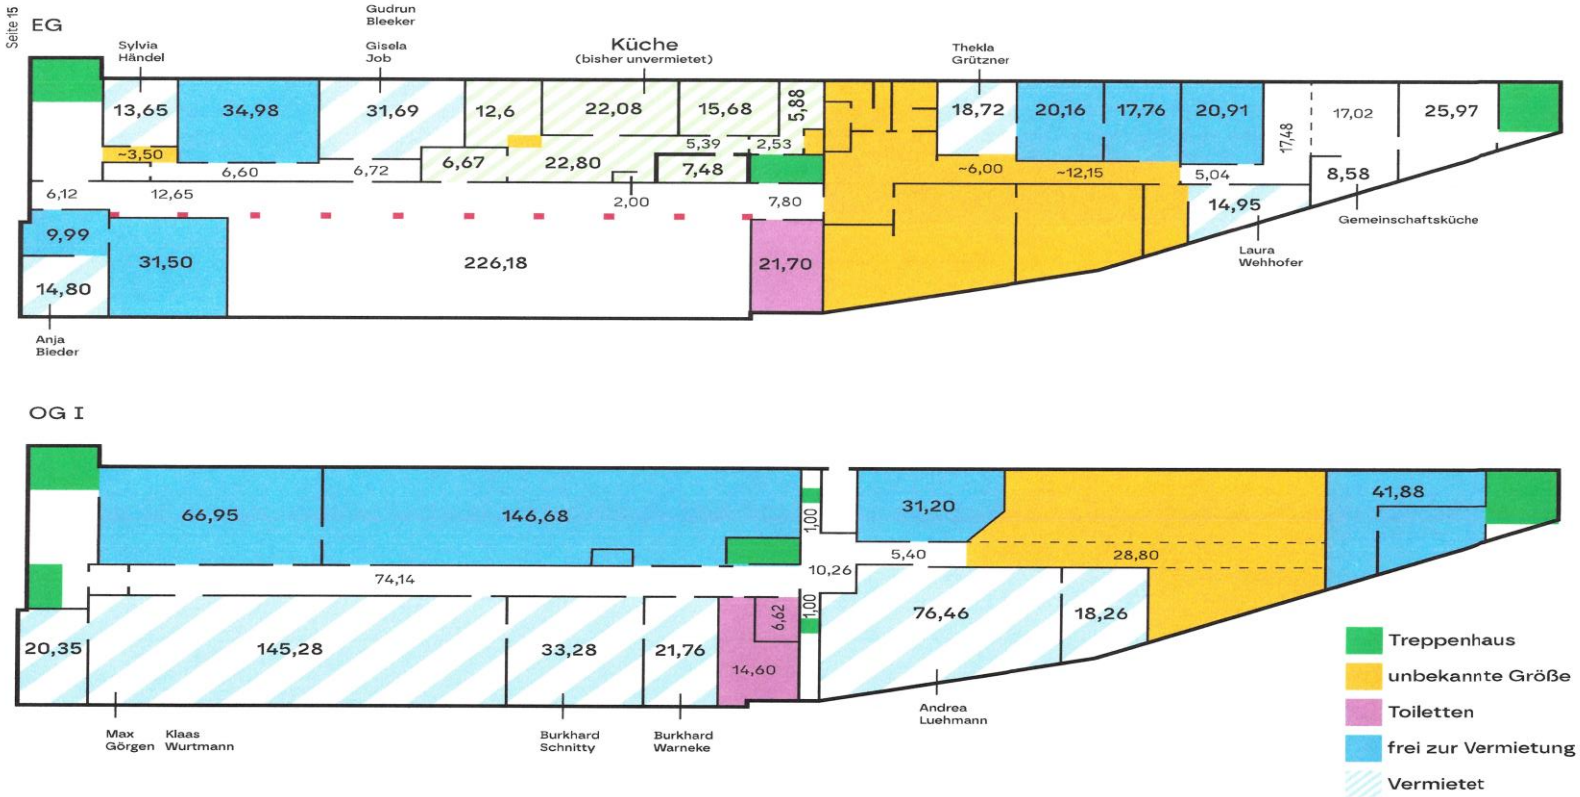 Seite 15
EG
Sylvia
Händel
Gudrun
Bleeker
Gisela
Job
Küche
(bisher unvermietet)
Thekla
Grützner
13,65
34,98
31,69
12,6
22,08
15,68
5,88
18,72
20,16
17,76
20,91
17,48
17,02
25,97
~3,50
6,60
6,72
6,67
22,80
5,39
7,48
2,53
~6,00
~12,15
5,04
8,58
6,12
12,65
2,00
7,80
14,95
Gemeinschaftsküche
9,99
31,50
226,18
21,70
Laura
Wehhofer
14,80
Anja
Bieder
OG I
66,95
146,68
1,00
31,20
41,88
74,14
10,26
5,40
28,80
20,35
145,28
33,28
21,76
6,62
14,60
1,00
76,46
18,26
Max
Görgen
Klaas
Wurtmann
Burkhard
Schnitty
Burkhard
Warneke
Andrea
Luehmann
Treppenhaus
unbekannte Größe
Toiletten
frei zur Vermietung
Vermietet